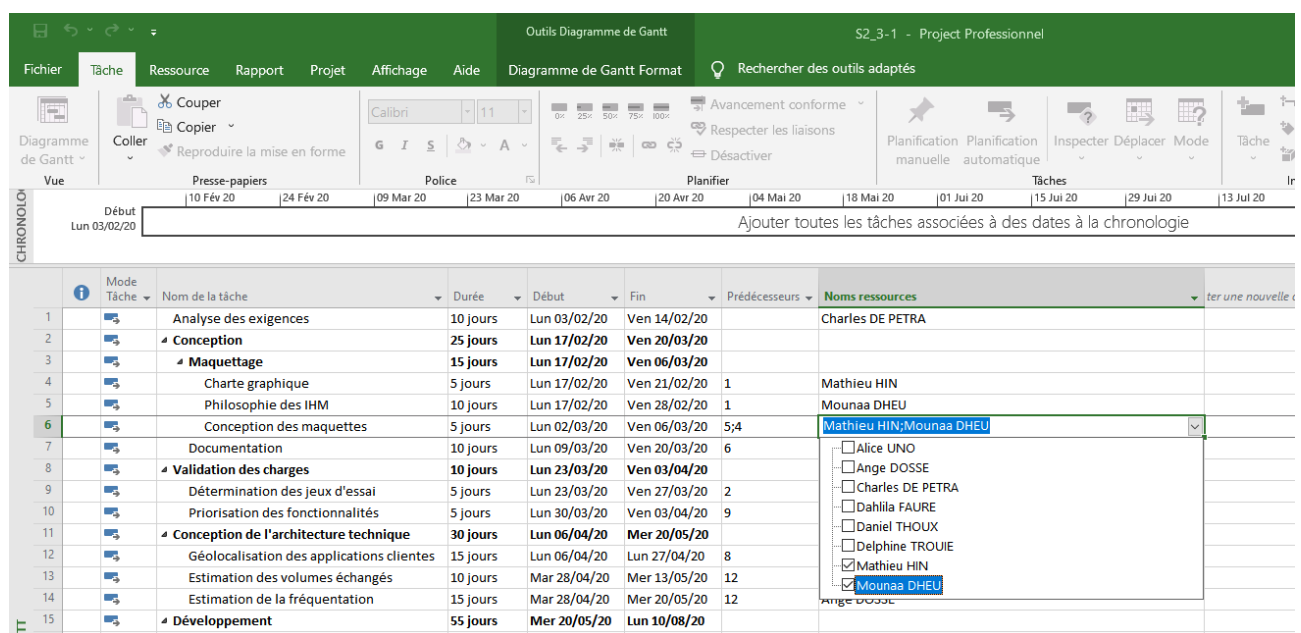 Outils Diagramme de Gantt
S2_3-1 - Project Professionnel
Fichier Tâche Ressource Rapport Projet Affichage Aide Diagramme de Gantt Format Rechercher des outils adaptés
Diagramme de Gantt
Vue
Coller
Couper
Copier
Reproduire la mise en forme
Presse-papiers
Calibri 11
G I S A
Police
0× 25× 50× 75× 100×
Avancement conforme
Respecter les liaisons
Désactiver
Planifier
Planification manuelle
Planification automatique
Inspecter Déplacer Mode
Tâches
Tâche
10 Fév 20 24 Fév 20 09 Mar 20 23 Mar 20 06 Avr 20 20 Avr 20 04 Mai 20 18 Mai 20 01 Jui 20 15 Jui 20 29 Jui 20 13 Jul 20
Début
Lun 03/02/20
Ajouter toutes les tâches associées à des dates à la chronologie
Mode Tâche Nom de la tâche Durée Début Fin Prédécesseurs Noms ressources ter une nouvelle
1 Analyse des exigences 10 jours Lun 03/02/20 Ven 14/02/20 Charles DE PETRA
2 Conception 25 jours Lun 17/02/20 Ven 20/03/20
3 Maquettage 15 jours Lun 17/02/20 Ven 06/03/20
4 Charte graphique 5 jours Lun 17/02/20 Ven 21/02/20 1 Mathieu HIN
5 Philosophie des IHM 10 jours Lun 17/02/20 Ven 28/02/20 1 Mounaa DHEU
6 Conception des maquettes 5 jours Lun 02/03/20 Ven 06/03/20 5;4 Mathieu HIN;Mounaa DHEU
7 Documentation 10 jours Lun 09/03/20 Ven 20/03/20 6
8 Validation des charges 10 jours Lun 23/03/20 Ven 03/04/20
9 Détermination des jeux d'essai 5 jours Lun 23/03/20 Ven 27/03/20 2
10 Priorisation des fonctionnalités 5 jours Lun 30/03/20 Ven 03/04/20 9
11 Conception de l'architecture technique 30 jours Lun 06/04/20 Mer 20/05/20
12 Géolocalisation des applications clientes 15 jours Lun 06/04/20 Lun 27/04/20 8
13 Estimation des volumes échangés 10 jours Mar 28/04/20 Mer 13/05/20 12
14 Estimation de la fréquentation 15 jours Mar 28/04/20 Mer 20/05/20 12 Ange DOSSE
15 Développement 55 jours Mer 20/05/20 Lun 10/08/20
Alice UNO
Ange DOSSE
Charles DE PETRA
Dahlila FAURE
Daniel THOUX
Delphine TROUIE
Mathieu HIN
Mounaa DHEU